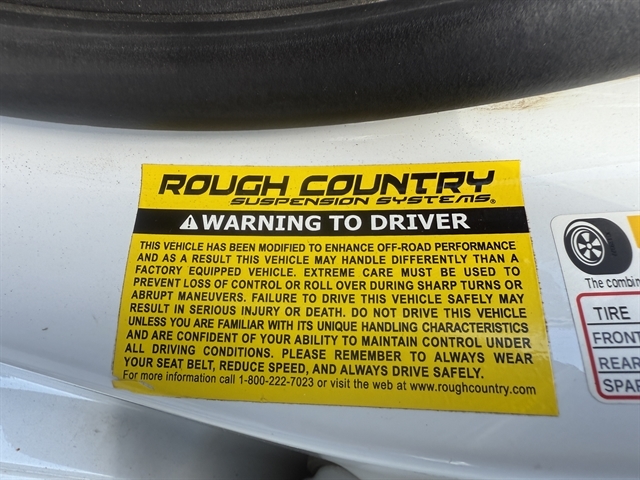 ROUGH COUNTRY
SUSPENSION SYSTEMS®
WARNING TO DRIVER
THIS VEHICLE HAS BEEN MODIFIED TO ENHANCE OFF-ROAD PERFORMANCE
AND AS A RESULT THIS VEHICLE MAY HANDLE DIFFERENTLY THAN A
FACTORY EQUIPPED VEHICLE. EXTREME CARE MUST BE USED TO
PREVENT LOSS OF CONTROL OR ROLL OVER DURING SHARP TURNS OR
ABRUPT MANEUVERS. FAILURE TO DRIVE THIS VEHICLE SAFELY MAY
RESULT IN SERIOUS INJURY OR DEATH. DO NOT DRIVE THIS VEHICLE
UNLESS YOU ARE FAMILIAR WITH ITS UNIQUE HANDLING CHARACTERISTICS
AND ARE CONFIDENT OF YOUR ABILITY TO MAINTAIN CONTROL UNDER
ALL DRIVING CONDITIONS. PLEASE REMEMBER TO ALWAYS WEAR
YOUR SEAT BELT, REDUCE SPEED, AND ALWAYS DRIVE SAFELY.
For more information call 1-800-222-7023 or visit the web at www.roughcountry.com
The combin
TIRE
FRONT
REAR
SPAR